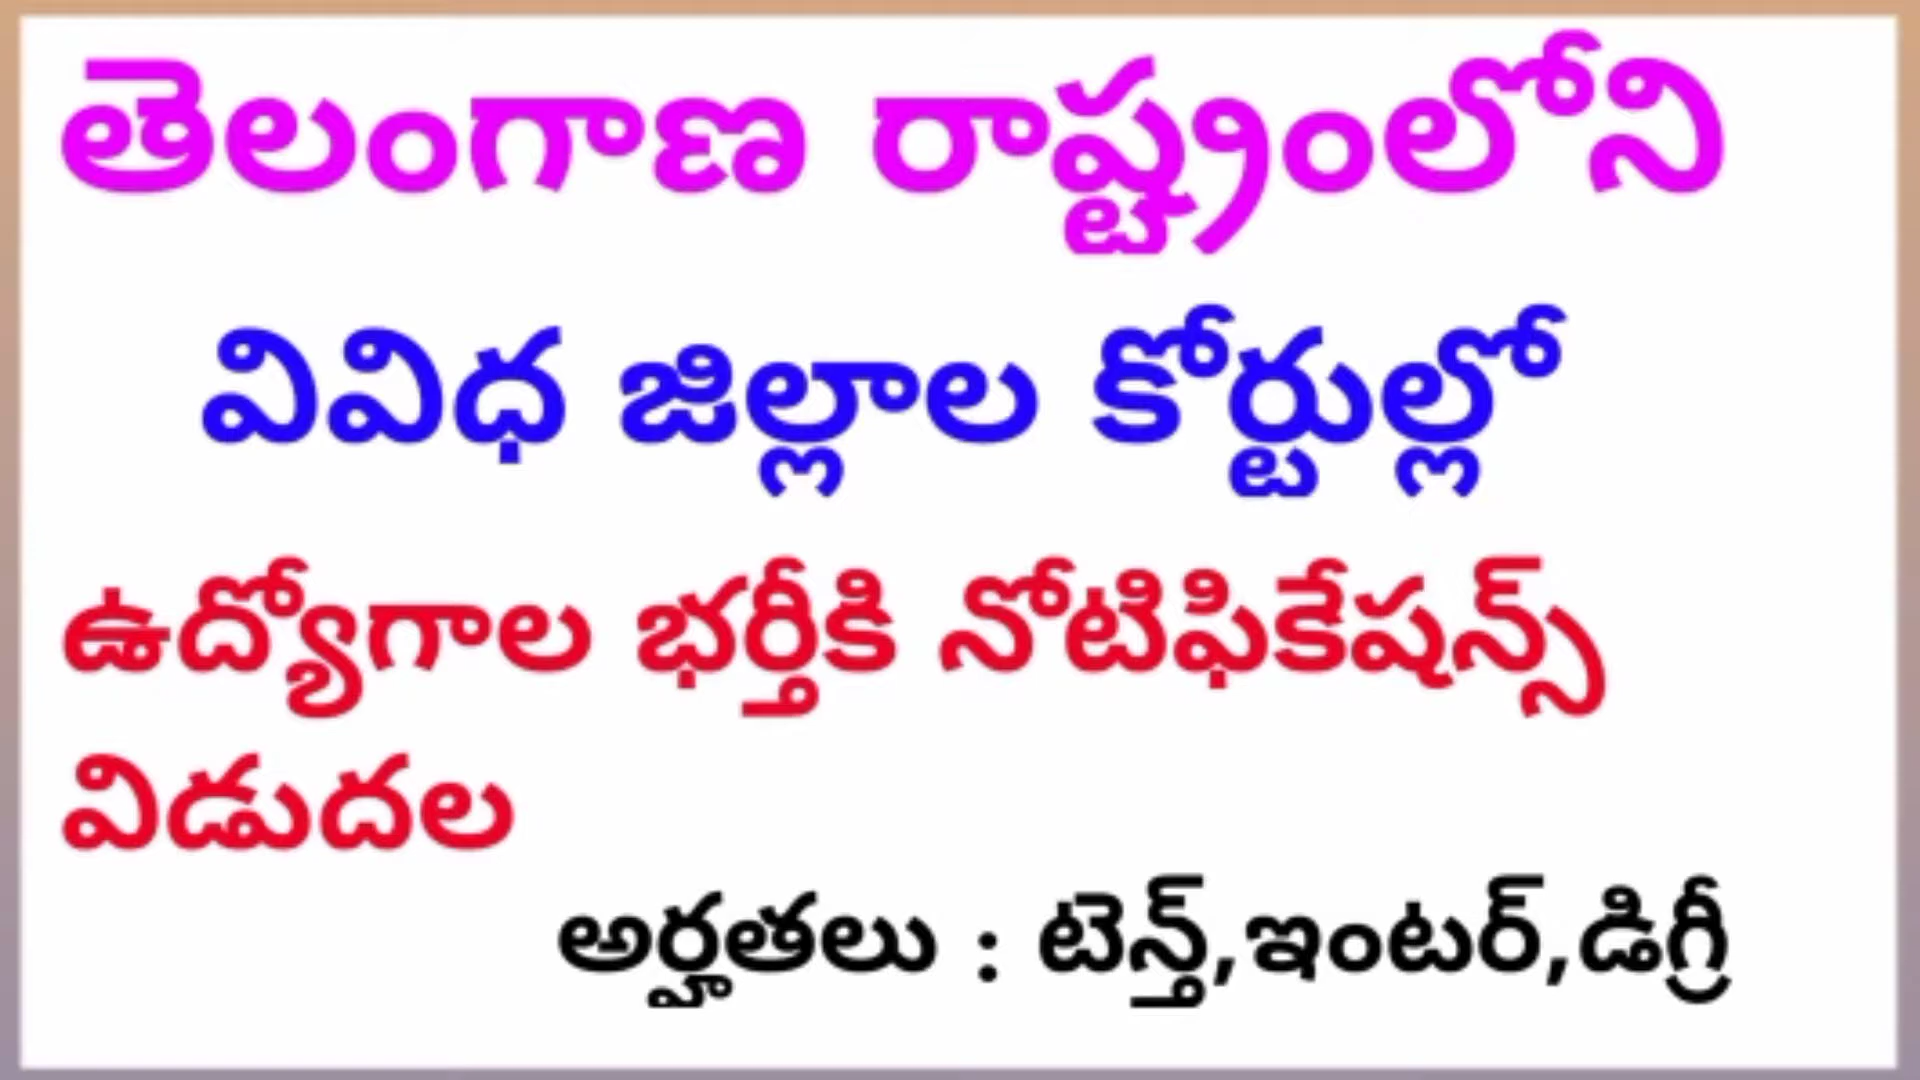 తెలంగాణ రాష్ట్రంలోని
వివిధ జిల్లాల కోర్టుల్లో
ఉద్యోగాల భర్తీకి నోటిఫికేషన్స్
విడుదల
అర్హతలు : టెన్త్,ఇంటర్,డిగ్రీ